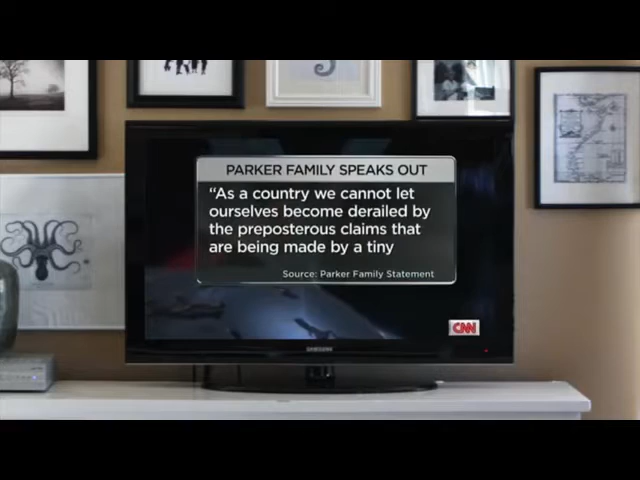 PARKER FAMILY SPEAKS OUT
“As a country we cannot let
ourselves become derailed by
the preposterous claims that
are being made by a tiny
Source: Parker Family Statement
CNN
SAMSUNG